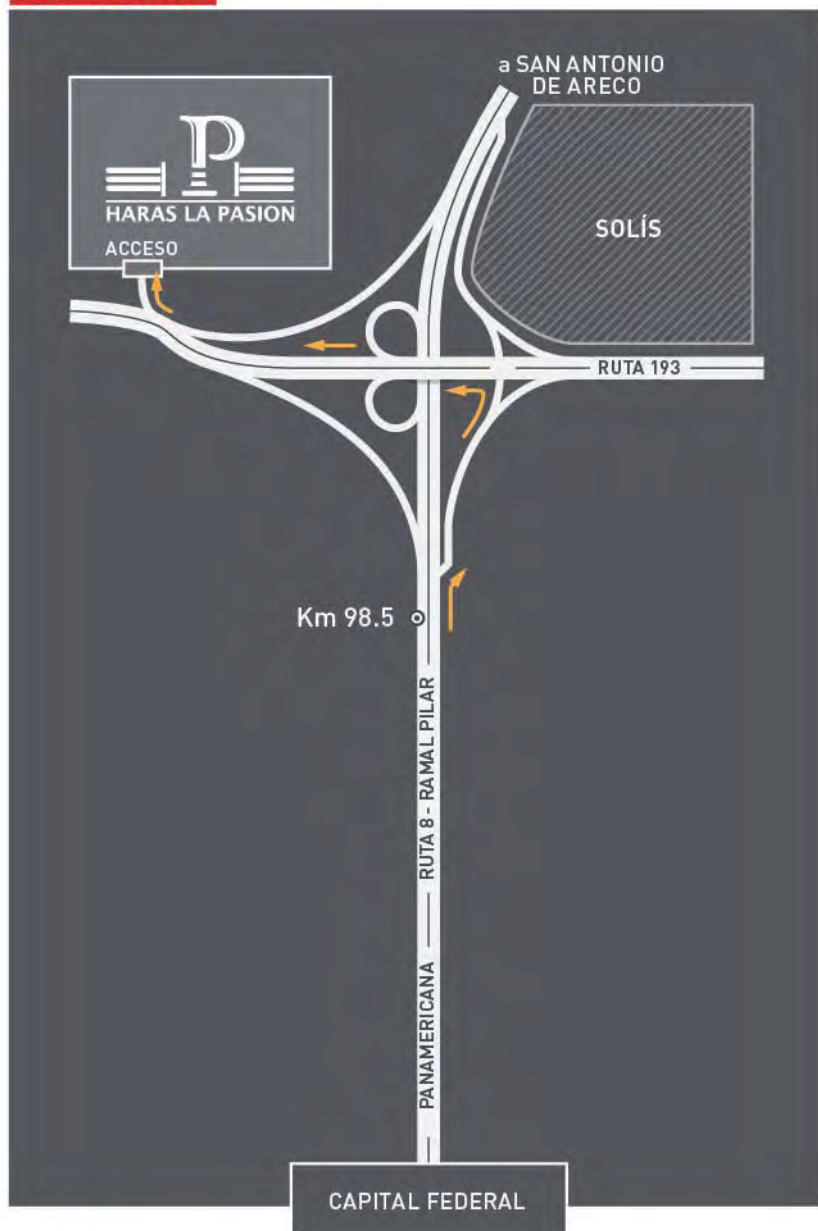 a SAN ANTONIO
DE ARECO
P
HARAS LA PASION
ACCESO
SOLÍS
RUTA 193
Km 98.5
RUTA 8 - RAMAL PILAR
PANAMERICANA
CAPITAL FEDERAL